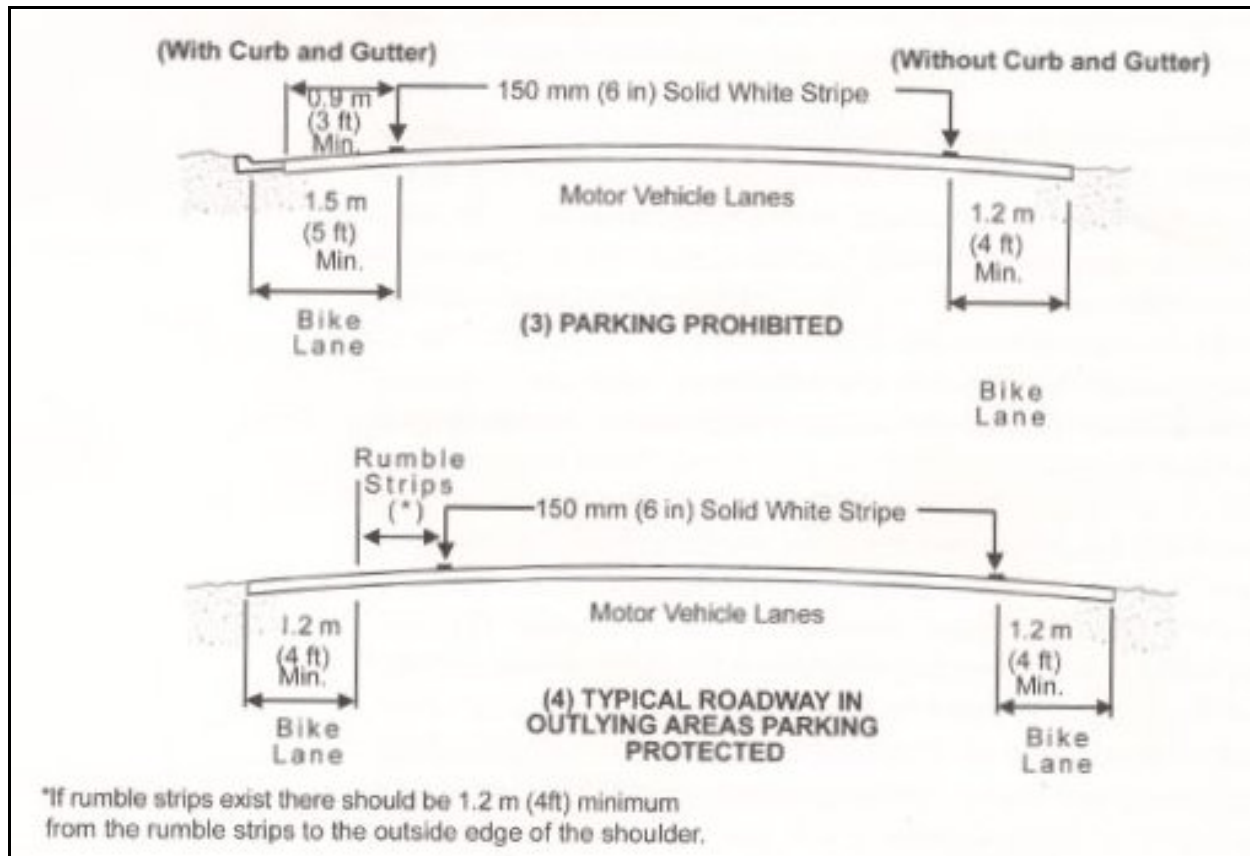 (With Curb and Gutter)
(Without Curb and Gutter)
0.9 m
(3 ft)
Min.
150 mm (6 in) Solid White Stripe
1.5 m
(5 ft)
Min.
Motor Vehicle Lanes
1.2 m
(4 ft)
Min.
Bike
Lane
(3) PARKING PROHIBITED
Bike
Lane
Rumble
Strips
(*)
150 mm (6 in) Solid White Stripe
1.2 m
(4 ft)
Min.
Motor Vehicle Lanes
1.2 m
(4 ft)
Min.
Bike
Lane
(4) TYPICAL ROADWAY IN
OUTLYING AREAS PARKING
PROTECTED
Bike
Lane
*If rumble strips exist there should be 1.2 m (4ft) minimum
from the rumble strips to the outside edge of the shoulder.